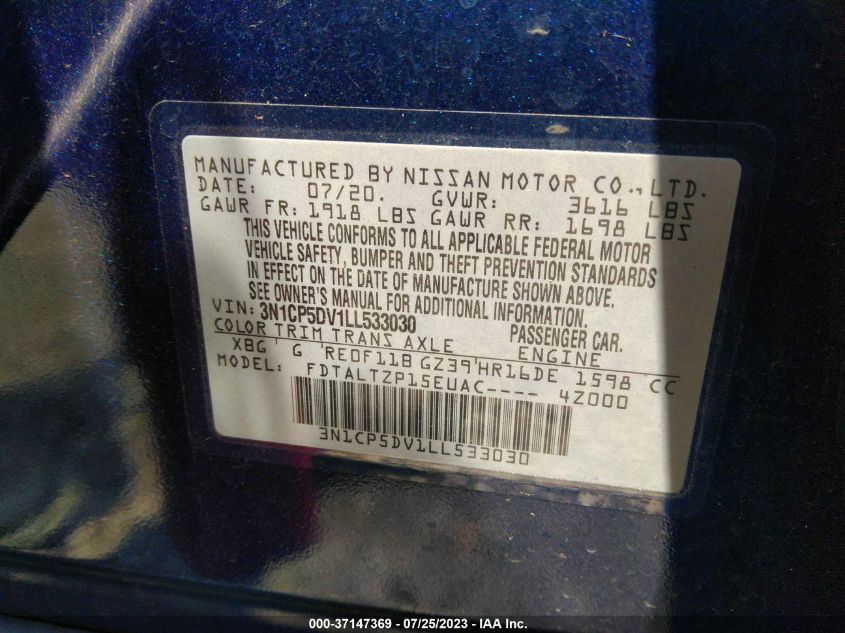 MANUFACTURED BY NISSAN MOTOR CO., LTD.
DATE: 07/20. GVWR: 3616 LBS
GAWR FR: 1918 LBS GAWR RR: 1698 LBS
THIS VEHICLE CONFORMS TO ALL APPLICABLE FEDERAL MOTOR
VEHICLE SAFETY, BUMPER AND THEFT PREVENTION STANDARDS
IN EFFECT ON THE DATE OF MANUFACTURE SHOWN ABOVE.
SEE OWNER'S MANUAL FOR ADDITIONAL INFORMATION.
VIN: 3N1CP5DV1LL533030 PASSENGER CAR.
COLOR TRIM TRANS AXLE ENGINE
XBG ' G 'RE0F11B GZ39'HR16DE 1598 CC
MODEL: FDTALTZP15EUAC---- 4Z000
3N1CP5DV1LL533030
000-37147369 - 07/25/2023 - IAA Inc.